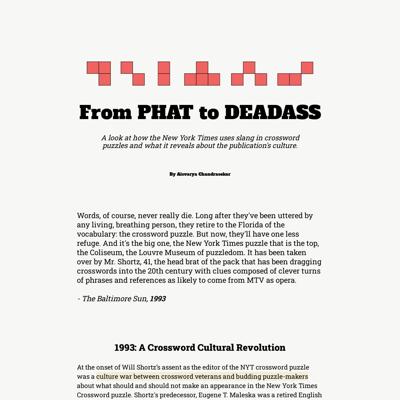 From PHAT to DEADASS
A look at how the New York Times uses slang in crossword
puzzles and what it reveals about the publication's culture.
By Aiswarya Chandrasekar
Words, of course, never really die. Long after they've been uttered by
any living, breathing person, they retire to the Florida of the
vocabulary: the crossword puzzle. But now, they'll have one less
refuge. And it's the big one, the New York Times puzzle that is the top,
the Coliseum, the Louvre Museum of puzzledom. It has been taken
over by Mr. Shortz, 41, the head brat of the pack that has been dragging
crosswords into the 20th century with clues composed of clever turns
of phrases and references as likely to come from MTV as opera.
- The Baltimore Sun, 1993
1993: A Crossword Cultural Revolution
At the onset of Will Shortz's assent as the editor of the NYT crossword puzzle
was a culture war between crossword veterans and budding puzzle-makers
about what should and should not make an appearance in the New York Times
Crossword puzzle. Shortz's predecessor, Eugene T. Maleska was a retired English